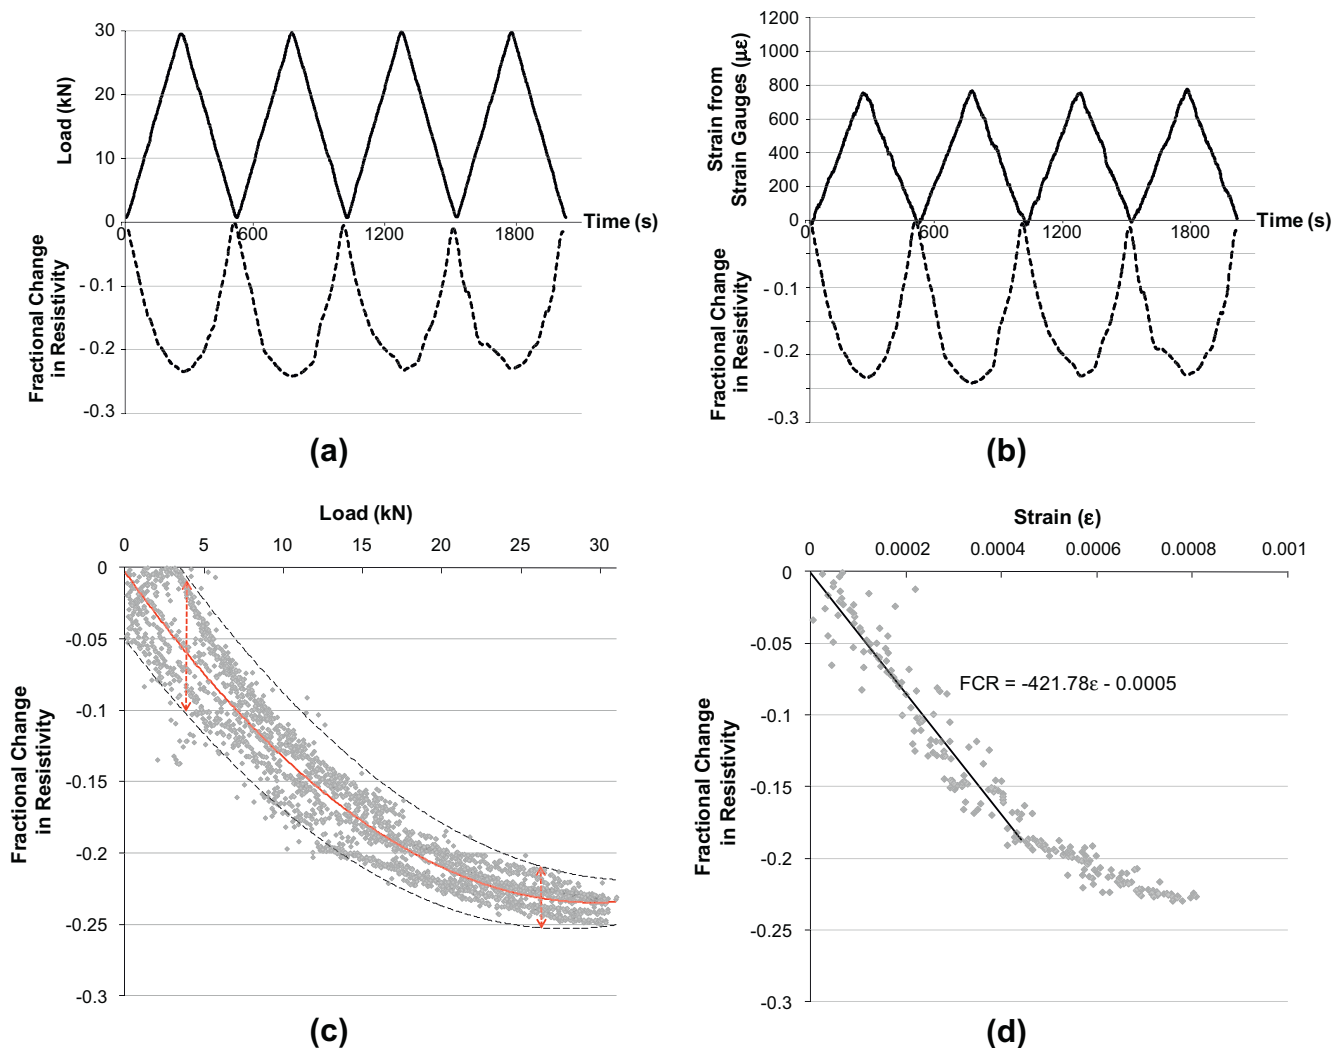 30
20
10
0
Load (kN)
0
600
1200
1800
Time (s)
- 0.1
- 0.2
-0.3
Fractional Change
in Resistivity
(a)
1200
1000
800
600
400
200
0
Strain from
Strain Gauges (με)
0
600
1200
1800
Time (s)
- 0.1
- 0.2
-0.3
Fractional Change
in Resistivity
(b)
Load (kN)
0 5 10 15 20 25 30
0
-0.05
-0.1
-0.15
-0.2
-0.25
-0.3
Fractional Change
in Resistivity
(c)
Strain (ε)
0 0.0002 0.0004 0.0006 0.0008 0.001
0
-0.05
-0.1
-0.15
-0.2
-0.25
-0.3
FCR = -421.78ε - 0.0005
Fractional Change
in Resistivity
(d)